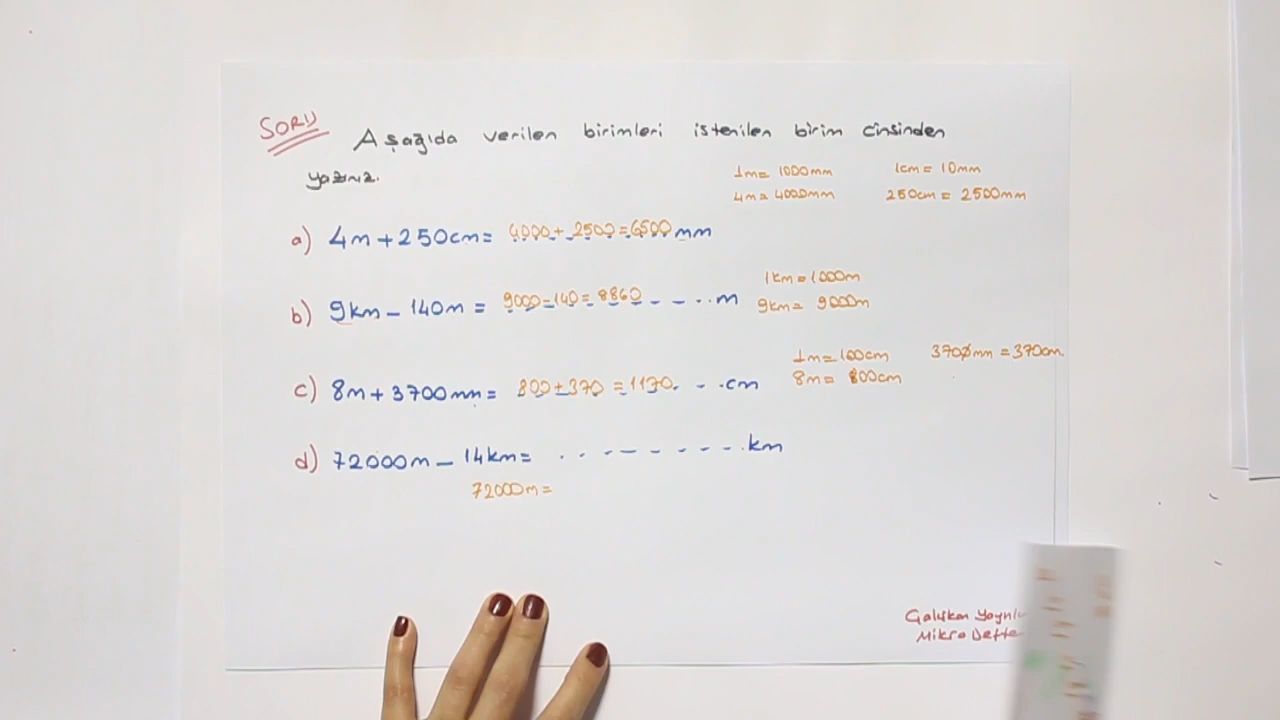 SORU Aşağıda verilen birimleri istenilen birim cinsinden
yazınız.
1m= 1000mm 1cm= 10mm
4m= 4000mm 250cm= 2500mm
a) 4m+250cm= 4000+2500=6500 mm
1km=1000m
b) 9km-140m= 9000-140=8860 - - ..m
9km= 9000m
1m=100cm 3700mm=370cm
8m= 800cm
c) 8m+3700mm= 800+370=1170. - -.cm
d) 72000m-14km= . . - - - - - -.km
72000m=
Mikro Defte